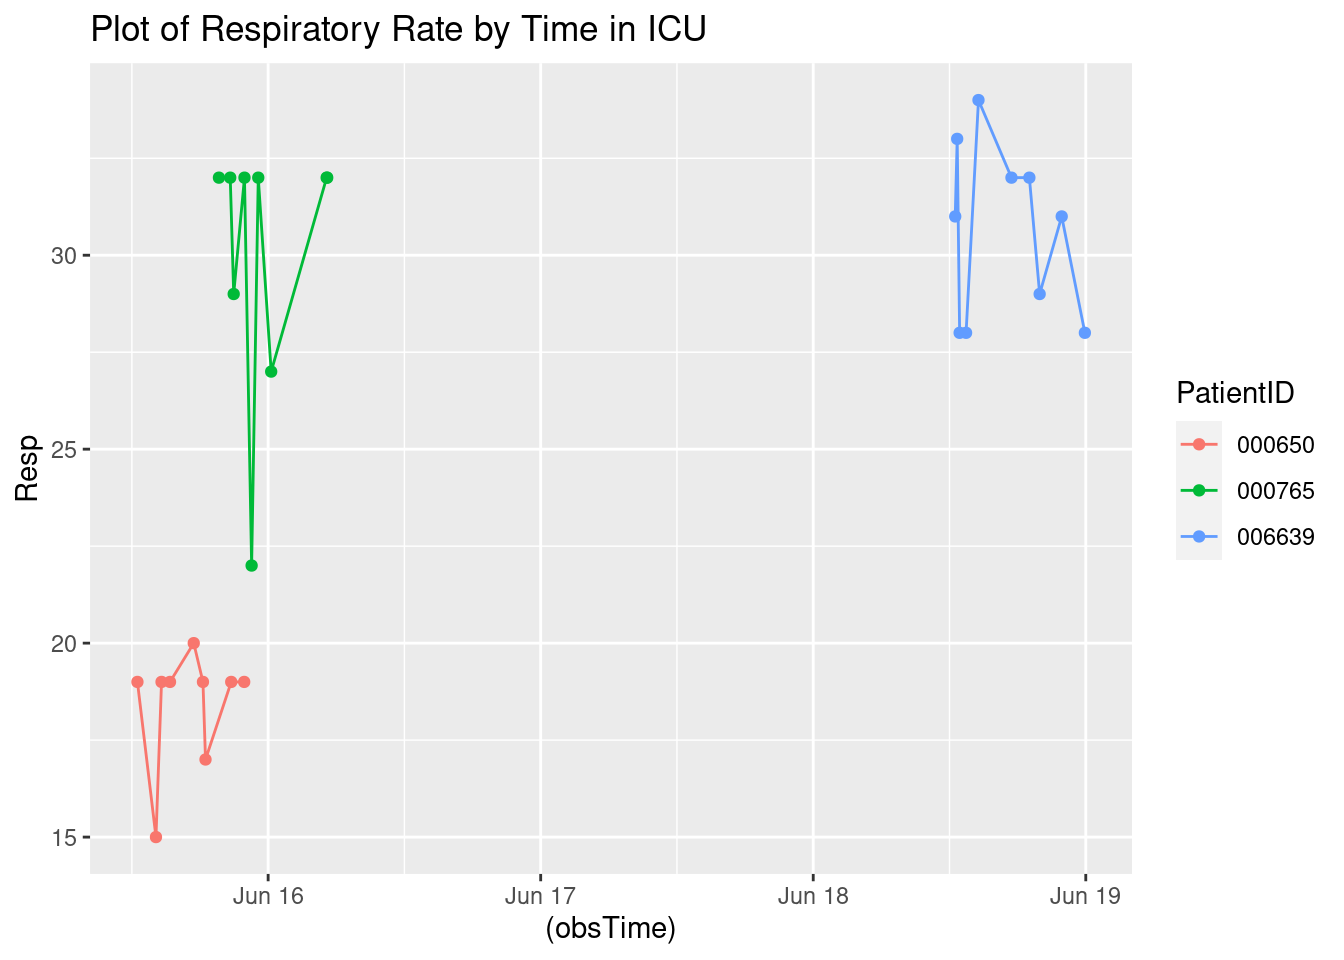 Plot of Respiratory Rate by Time in ICU
Resp
30
25
20
15
Jun 16
Jun 17
Jun 18
Jun 19
(obsTime)
PatientID
000650
000765
006639